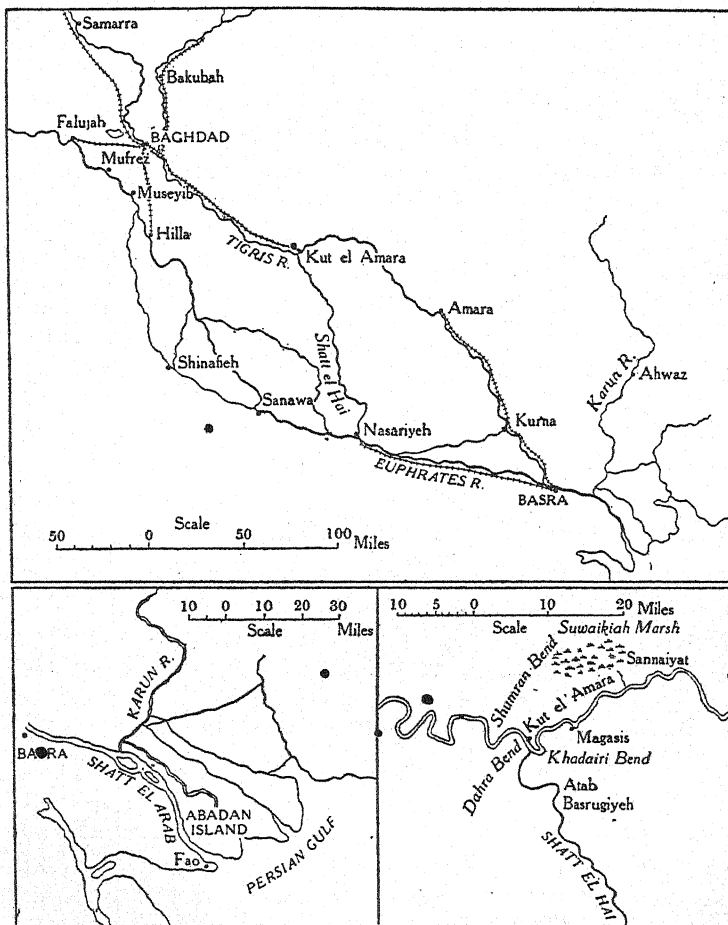 Samarra
Bakubah
Falujah
BAGHDAD
Mufrez
Museyib
Hilla
TIGRIS R.
Kut el Amara
Amara
Shatt el Hai
Karun R.
Ahwaz
Shinafieh
Sanawa
Nasariyeh
Kurna
EUPHRATES R.
BASRA
Scale
50 0 50 100
Miles
10 0 10 20 30
Scale Miles
KARUN R.
BASRA
SHATT EL ARAB
ABADAN
ISLAND
Fao
PERSIAN GULF
10 0 10 20 Miles
Scale
Suwaikiah Marsh
Shumran Bend
Sannaiyat
Kut el Amara
Magasis
Dahra Bend
Khadairi Bend
Atab
Basrugiyeh
SHATT EL HAI